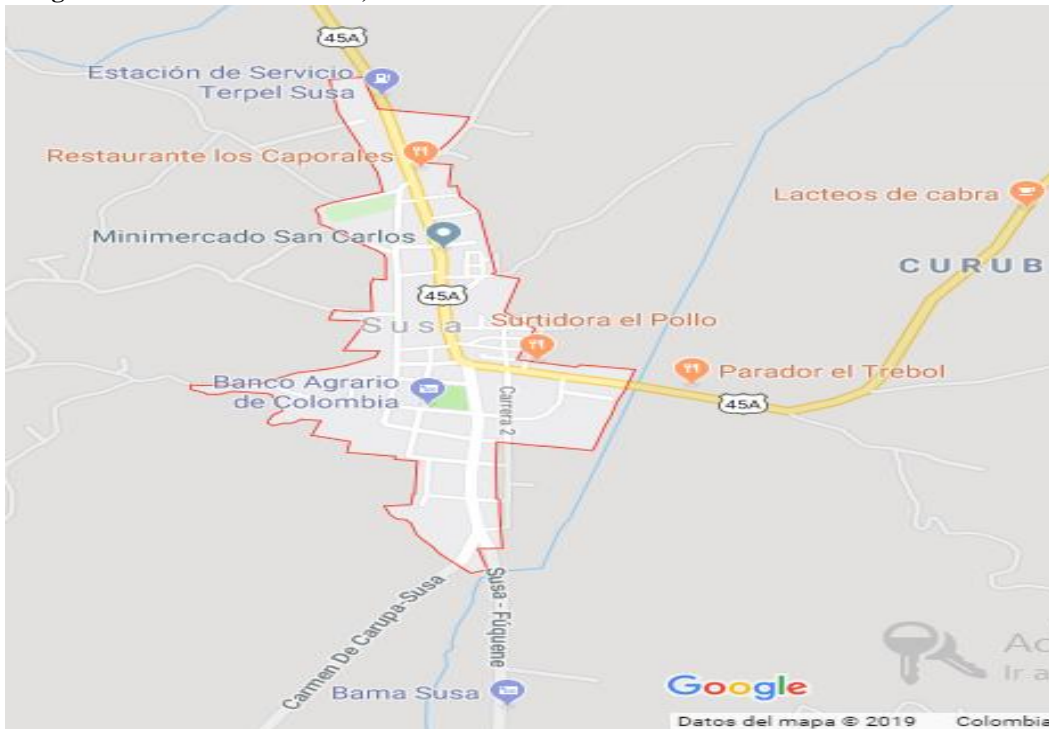 45A
Estación de Servicio
Terpel Susa
Restaurante los Caporales
Lacteos de cabra
Minimercado San Carlos
CURUB
45A
Susa
Surtidora el Pollo
Parador el Trebol
Banco Agrario
de Colombia
45A
Carrera 2
Susa - Fúquene
Carmen De Carupa-Susa
Bama Susa
Ac
Ir a
Google
Datos del mapa © 2019 Colombia